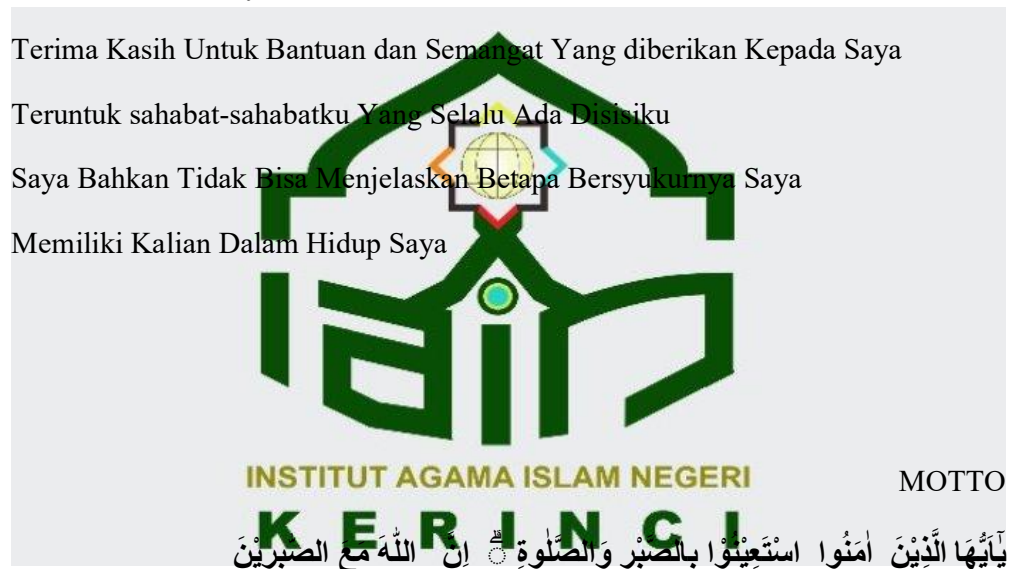 Terima Kasih Untuk Bantuan dan Semangat Yang diberikan Kepada Saya
Teruntuk sahabat-sahabatku Yang Selalu Ada Disisiku
Saya Bahkan Tidak Bisa Menjelaskan Betapa Bersyukurnya Saya
Memiliki Kalian Dalam Hidup Saya
iain
INSTITUT AGAMA ISLAM NEGERI
MOTTO
KERINCI
يٰٓاَيُّهَا الَّذِيْنَ اٰمَنُوا اسْتَعِيْنُوْا بِالصَّبْرِ وَالصَّلٰوةِ ۗ اِنَّ اللّٰهَ مَعَ الصّٰبِرِيْنَ